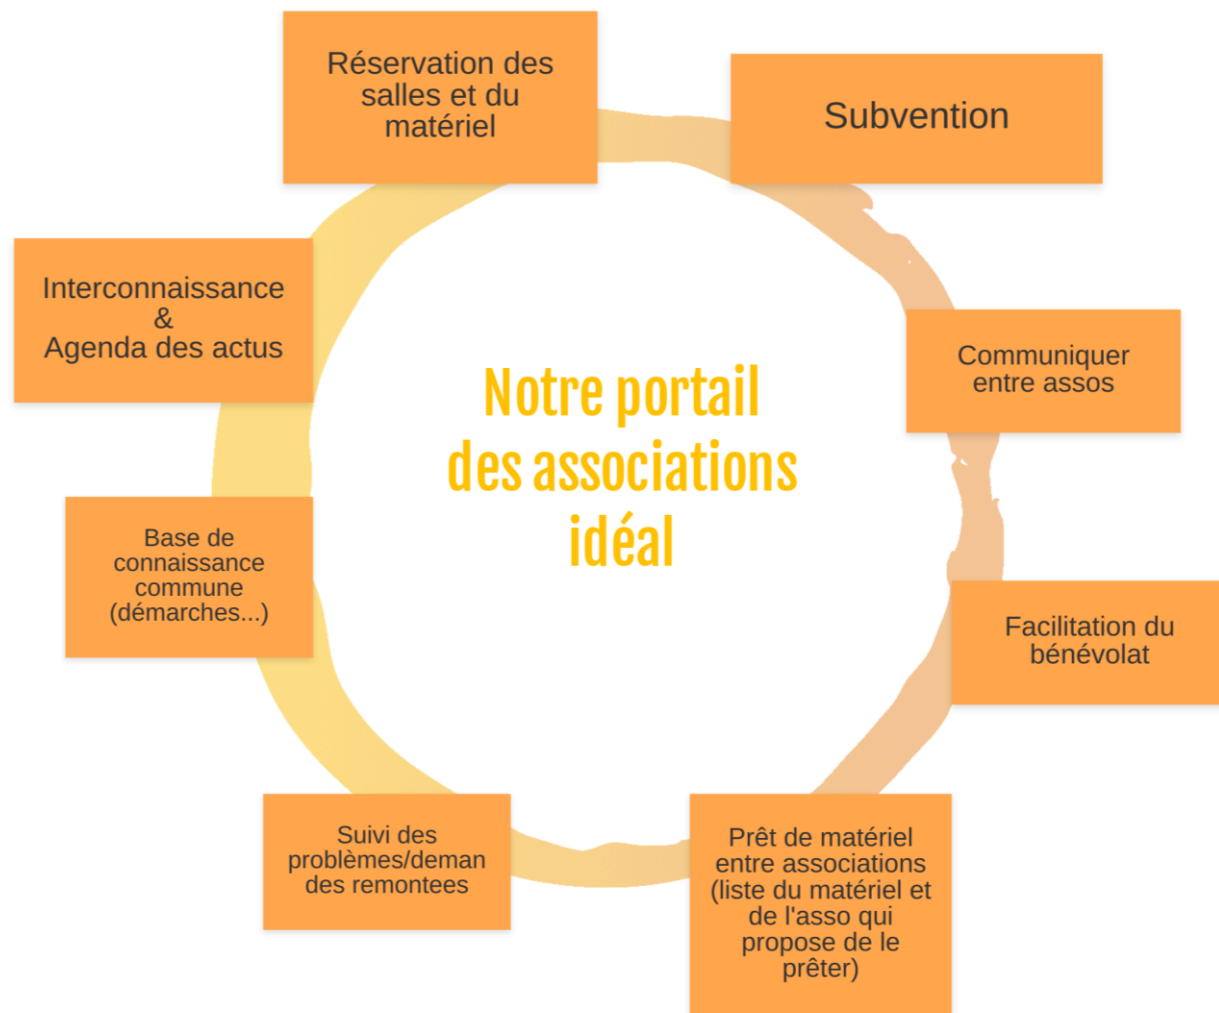 Réservation des
salles et du
matériel
Subvention
Interconnaissance
&
Agenda des actus
Communiquer
entre assos
Notre portail
des associations
idéal
Base de
connaissance
commune
(démarches...)
Facilitation du
bénévolat
Suivi des
problèmes/deman
des remontees
Prêt de matériel
entre associations
(liste du matériel et
de l'asso qui
propose de le
prêter)